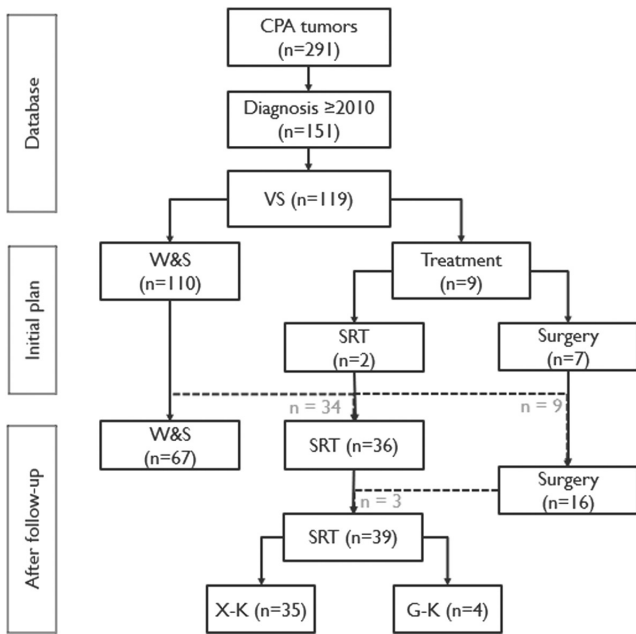 Database
CPA tumors
(n=291)
Diagnosis ≥2010
(n=151)
VS (n=119)
Initial plan
W&S
(n=110)
Treatment
(n=9)
SRT
(n=2)
Surgery
(n=7)
n = 34
n = 9
After follow-up
W&S
(n=67)
SRT (n=36)
Surgery
(n=16)
n = 3
SRT (n=39)
X-K (n=35)
G-K (n=4)